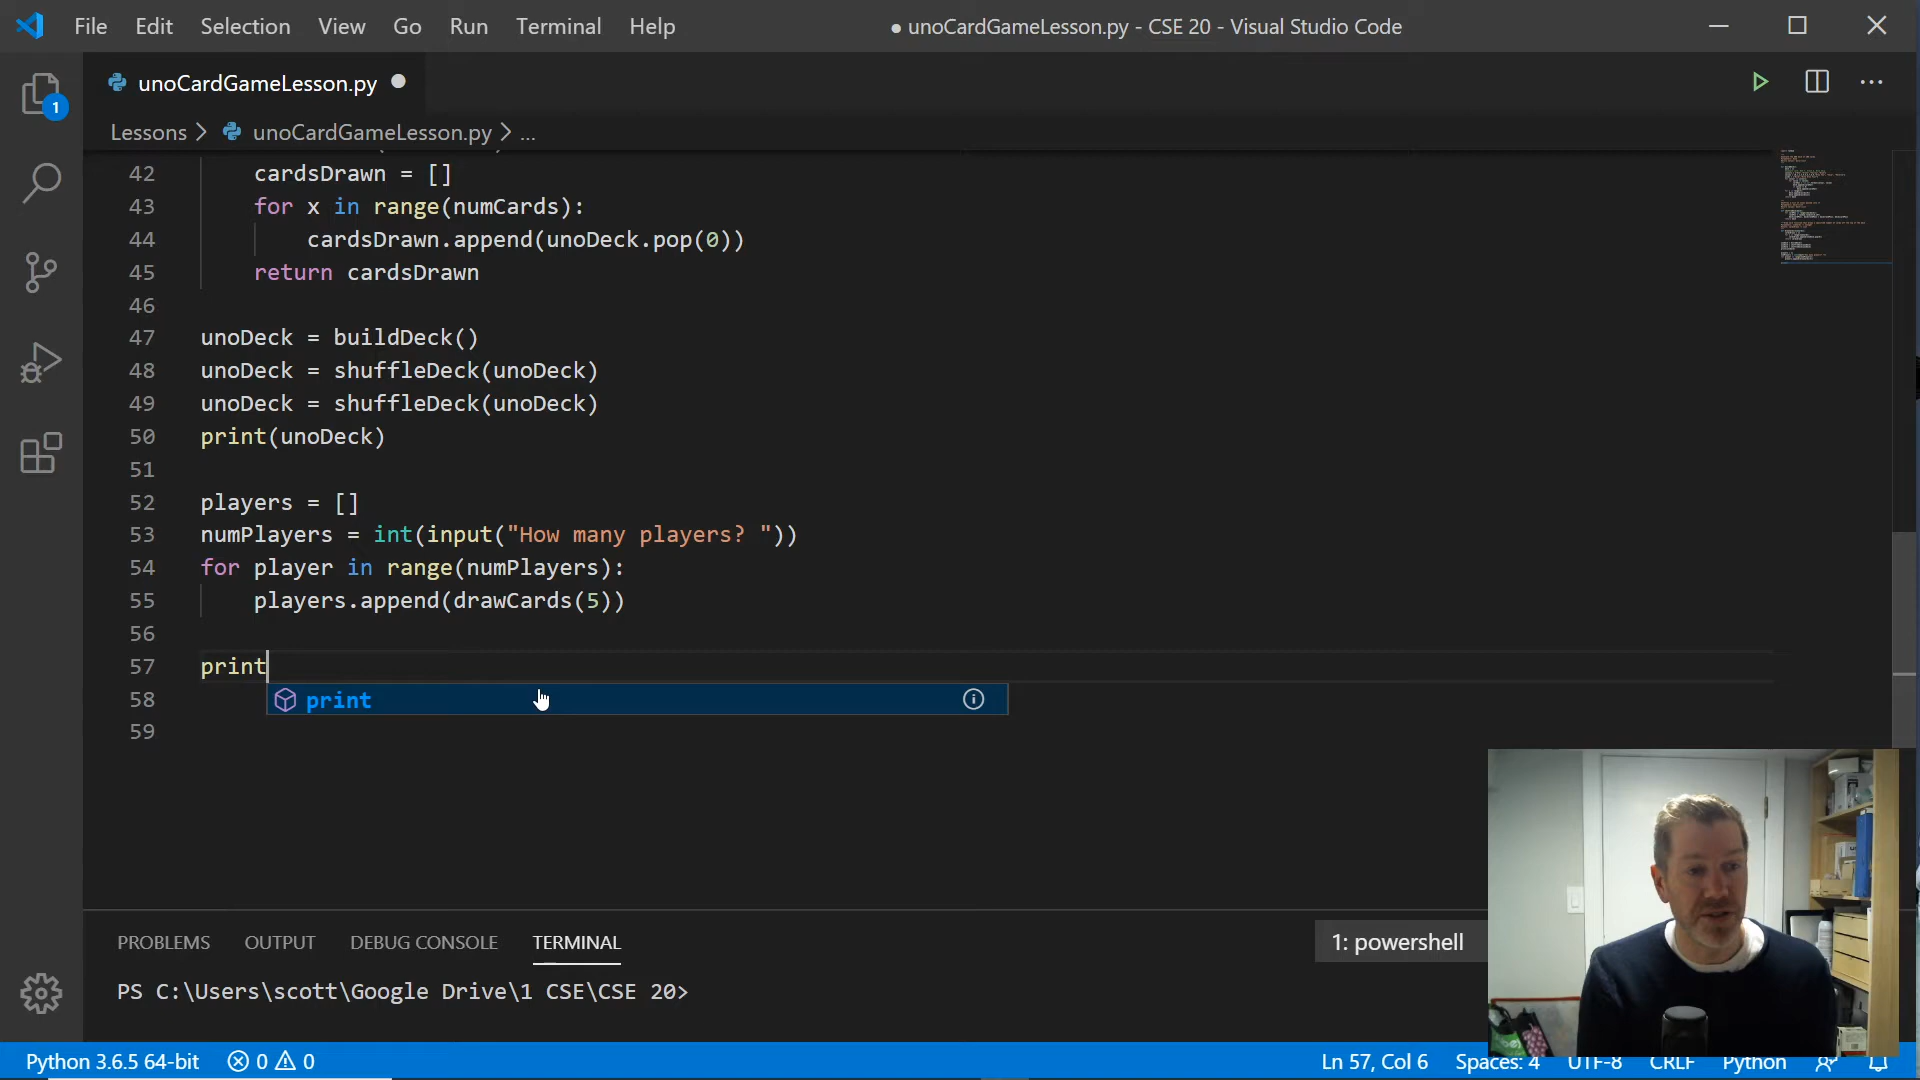 File Edit Selection View Go Run Terminal Help ● unoCardGameLesson.py - CSE 20 - Visual Studio Code
unoCardGameLesson.py
Lessons > unoCardGameLesson.py > ...
1
42 cardsDrawn = []
43 for x in range(numCards):
44 cardsDrawn.append(unoDeck.pop(0))
45 return cardsDrawn
46
47 unoDeck = buildDeck()
48 unoDeck = shuffleDeck(unoDeck)
49 unoDeck = shuffleDeck(unoDeck)
50 print(unoDeck)
51
52 players = []
53 numPlayers = int(input("How many players? "))
54 for player in range(numPlayers):
55 players.append(drawCards(5))
56
57 print
58 print
59
PROBLEMS OUTPUT DEBUG CONSOLE TERMINAL 1: powershell
PS C:\Users\scott\Google Drive\1 CSE\CSE 20>
Python 3.6.5 64-bit 0 0 Ln 57, Col 6 Spaces: 4 UTF-8 CRLF Python